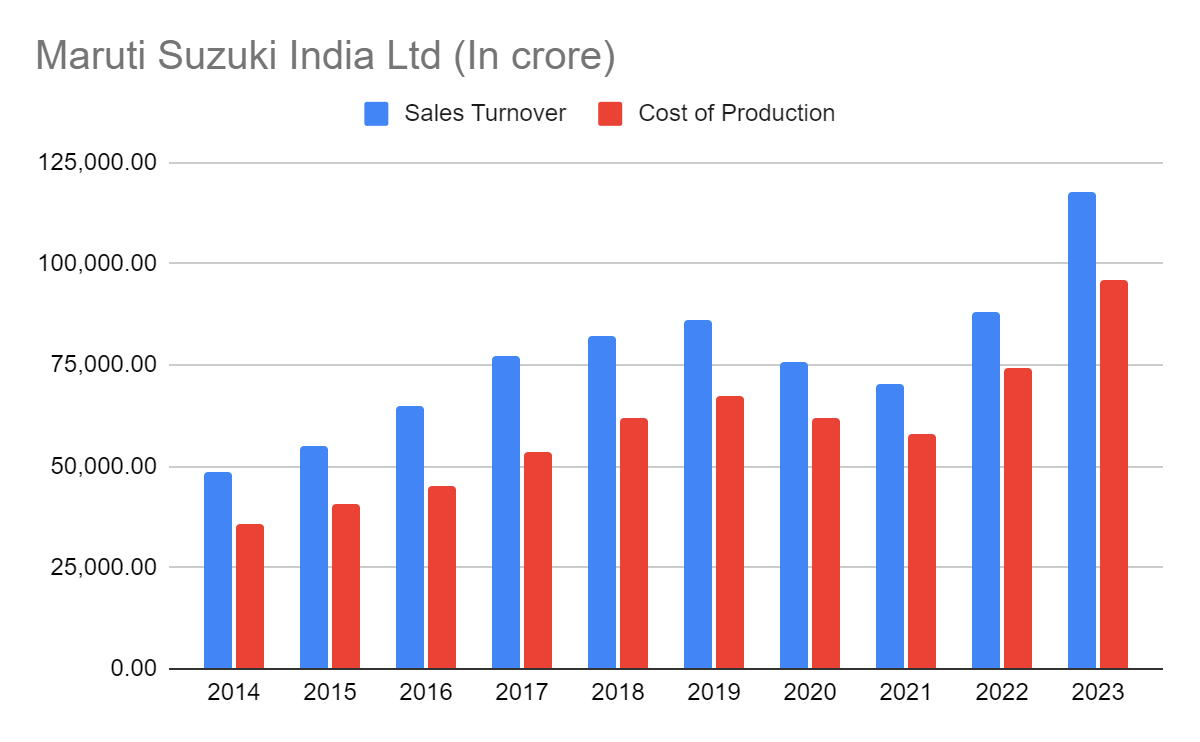 Maruti Suzuki India Ltd (In crore)
Sales Turnover Cost of Production
125,000.00
100,000.00
75,000.00
50,000.00
25,000.00
0.00
2014 2015 2016 2017 2018 2019 2020 2021 2022 2023